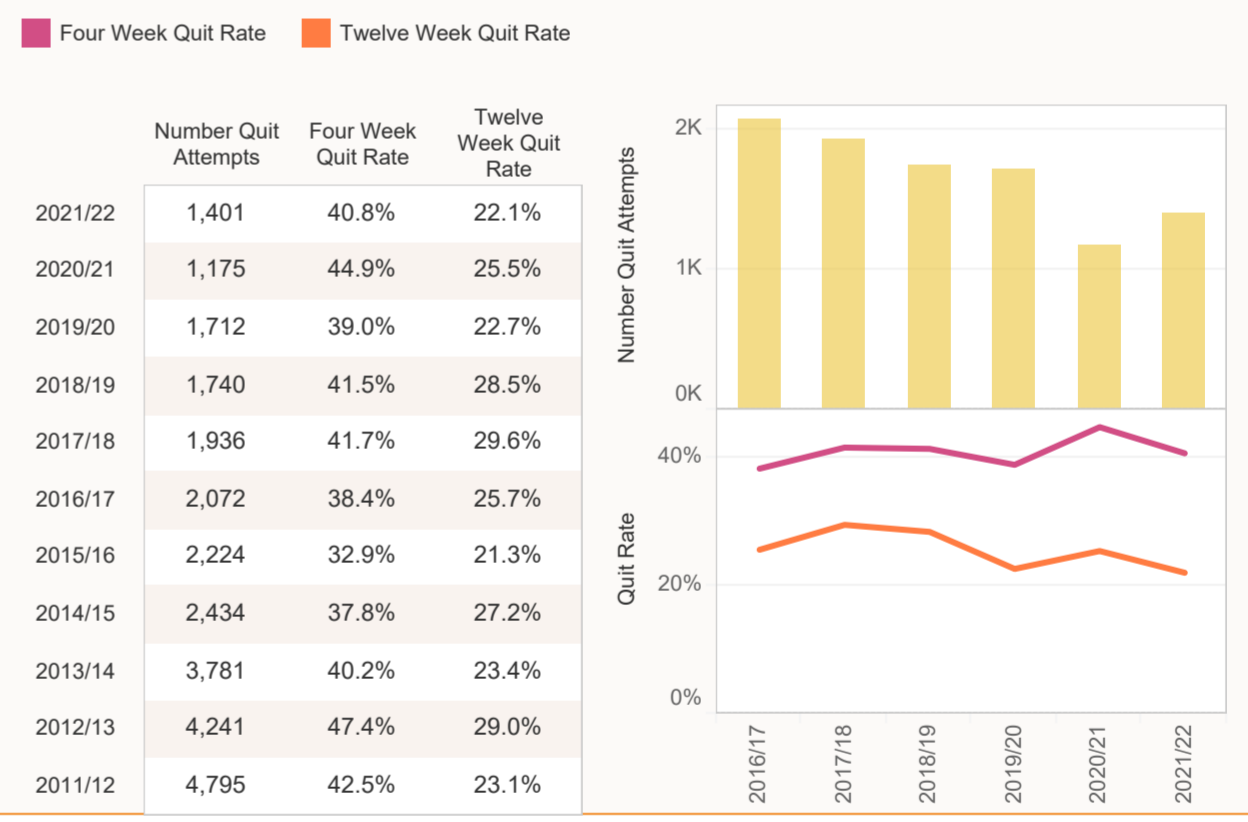 Four Week Quit Rate Twelve Week Quit Rate
Number Quit Attempts Four Week Quit Rate Twelve Week Quit Rate
2021/22 1,401 40.8% 22.1%
2020/21 1,175 44.9% 25.5%
2019/20 1,712 39.0% 22.7%
2018/19 1,740 41.5% 28.5%
2017/18 1,936 41.7% 29.6%
2016/17 2,072 38.4% 25.7%
2015/16 2,224 32.9% 21.3%
2014/15 2,434 37.8% 27.2%
2013/14 3,781 40.2% 23.4%
2012/13 4,241 47.4% 29.0%
2011/12 4,795 42.5% 23.1%
Number Quit Attempts
2K
1K
0K
Quit Rate
40%
20%
0%
2016/17 2017/18 2018/19 2019/20 2020/21 2021/22